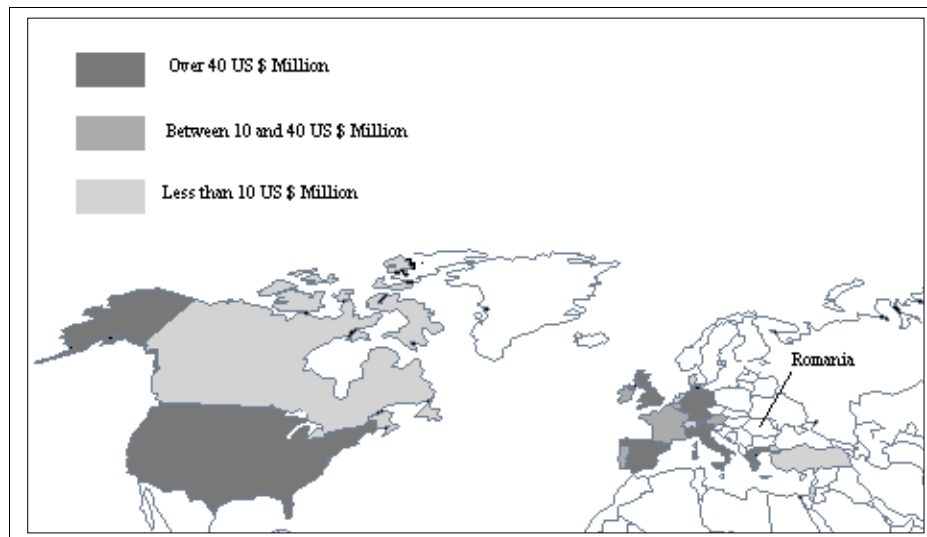 Over 40 US $ Million
Between 10 and 40 US $ Million
Less than 10 US $ Million
Romania